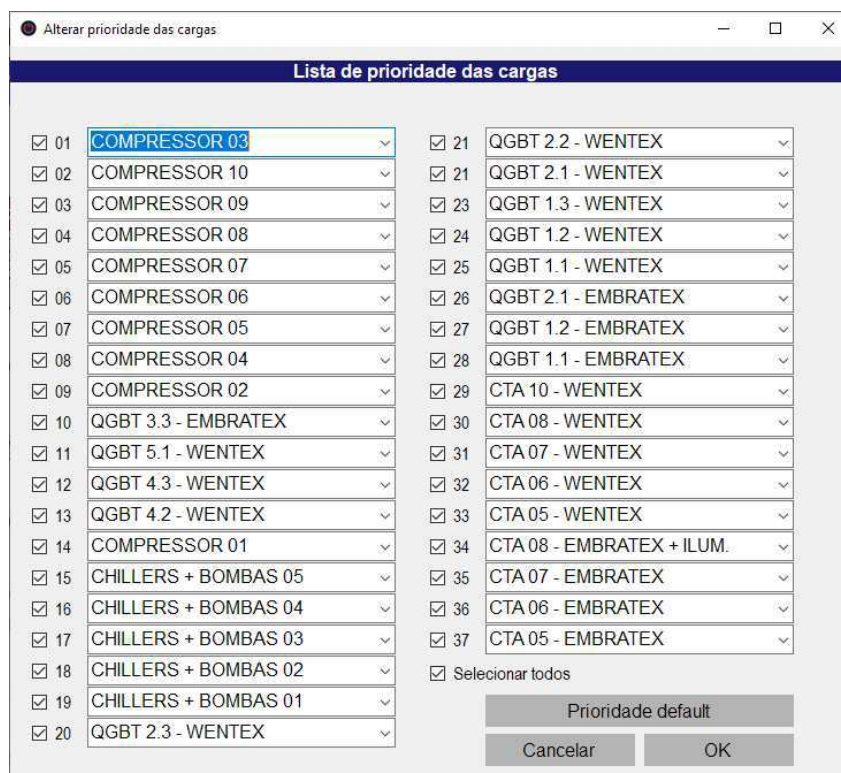 Alterar prioridade das cargas
Lista de prioridade das cargas
01 COMPRESSOR 03
02 COMPRESSOR 10
03 COMPRESSOR 09
04 COMPRESSOR 08
05 COMPRESSOR 07
06 COMPRESSOR 06
07 COMPRESSOR 05
08 COMPRESSOR 04
09 COMPRESSOR 02
10 QGBT 3.3 - EMBRATEX
11 QGBT 5.1 - WENTEX
12 QGBT 4.3 - WENTEX
13 QGBT 4.2 - WENTEX
14 COMPRESSOR 01
15 CHILLERS + BOMBAS 05
16 CHILLERS + BOMBAS 04
17 CHILLERS + BOMBAS 03
18 CHILLERS + BOMBAS 02
19 CHILLERS + BOMBAS 01
20 QGBT 2.3 - WENTEX
21 QGBT 2.2 - WENTEX
21 QGBT 2.1 - WENTEX
23 QGBT 1.3 - WENTEX
24 QGBT 1.2 - WENTEX
25 QGBT 1.1 - WENTEX
26 QGBT 2.1 - EMBRATEX
27 QGBT 1.2 - EMBRATEX
28 QGBT 1.1 - EMBRATEX
29 CTA 10 - WENTEX
30 CTA 08 - WENTEX
31 CTA 07 - WENTEX
32 CTA 06 - WENTEX
33 CTA 05 - WENTEX
34 CTA 08 - EMBRATEX + ILUM.
35 CTA 07 - EMBRATEX
36 CTA 06 - EMBRATEX
37 CTA 05 - EMBRATEX
Selecionar todos
Prioridade default
Cancelar OK